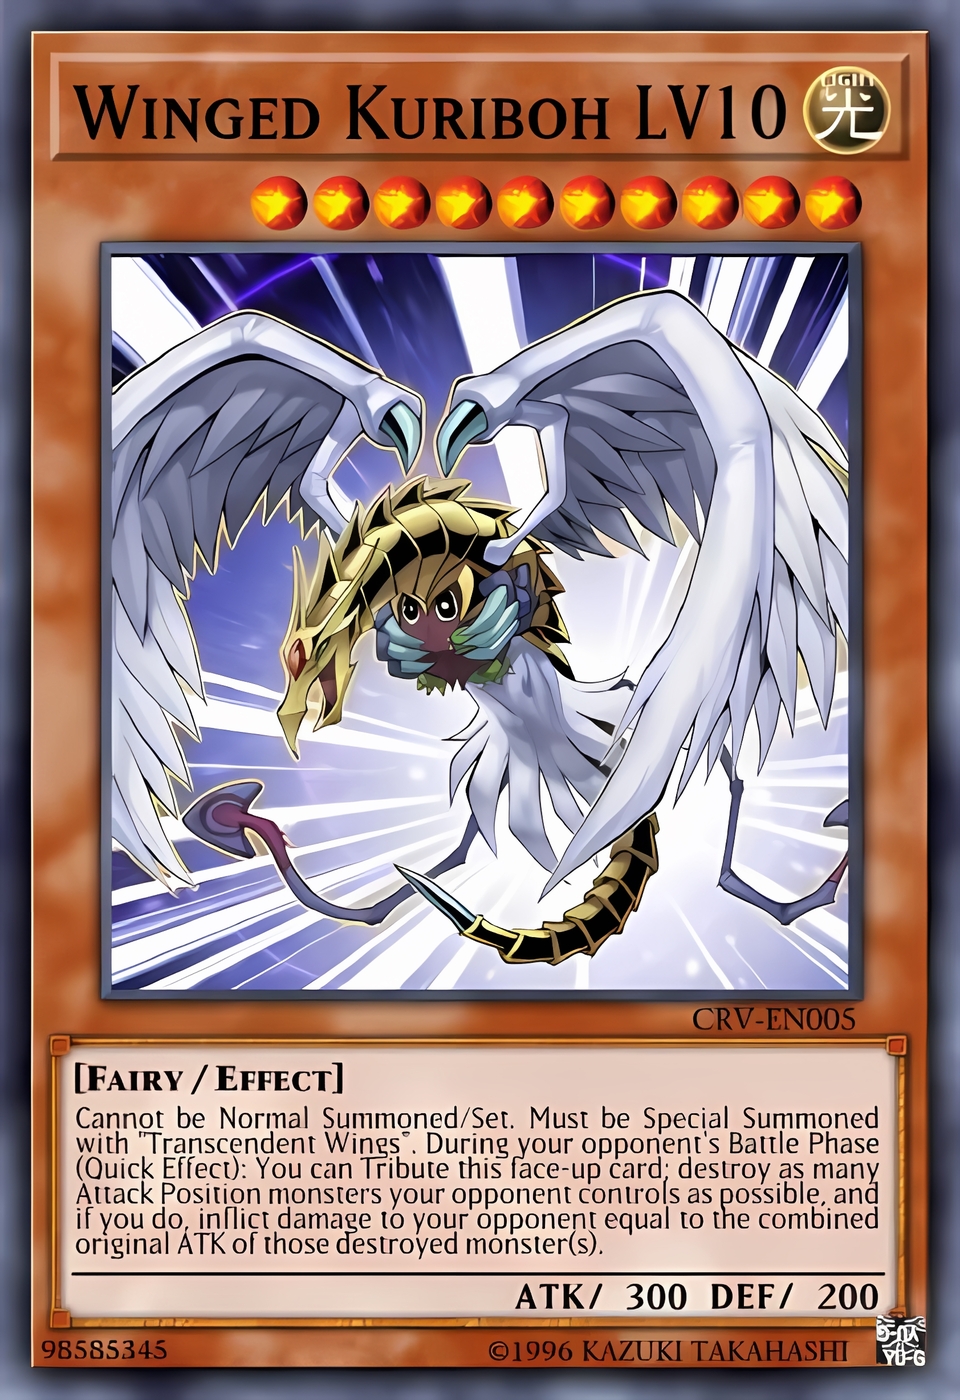 WINGED KURIBOH LV10
光
CRV-EN005
[FAIRY / EFFECT]
Cannot be Normal Summoned/Set. Must be Special Summoned
with "Transcendent Wings". During your opponent's Battle Phase
(Quick Effect): You can Tribute this face-up card; destroy as many
Attack Position monsters your opponent controls as possible, and
if you do, inflict damage to your opponent equal to the combined
original ATK of those destroyed monster(s).
ATK/ 300 DEF/ 200
98585345
©1996 KAZUKI TAKAHASHI